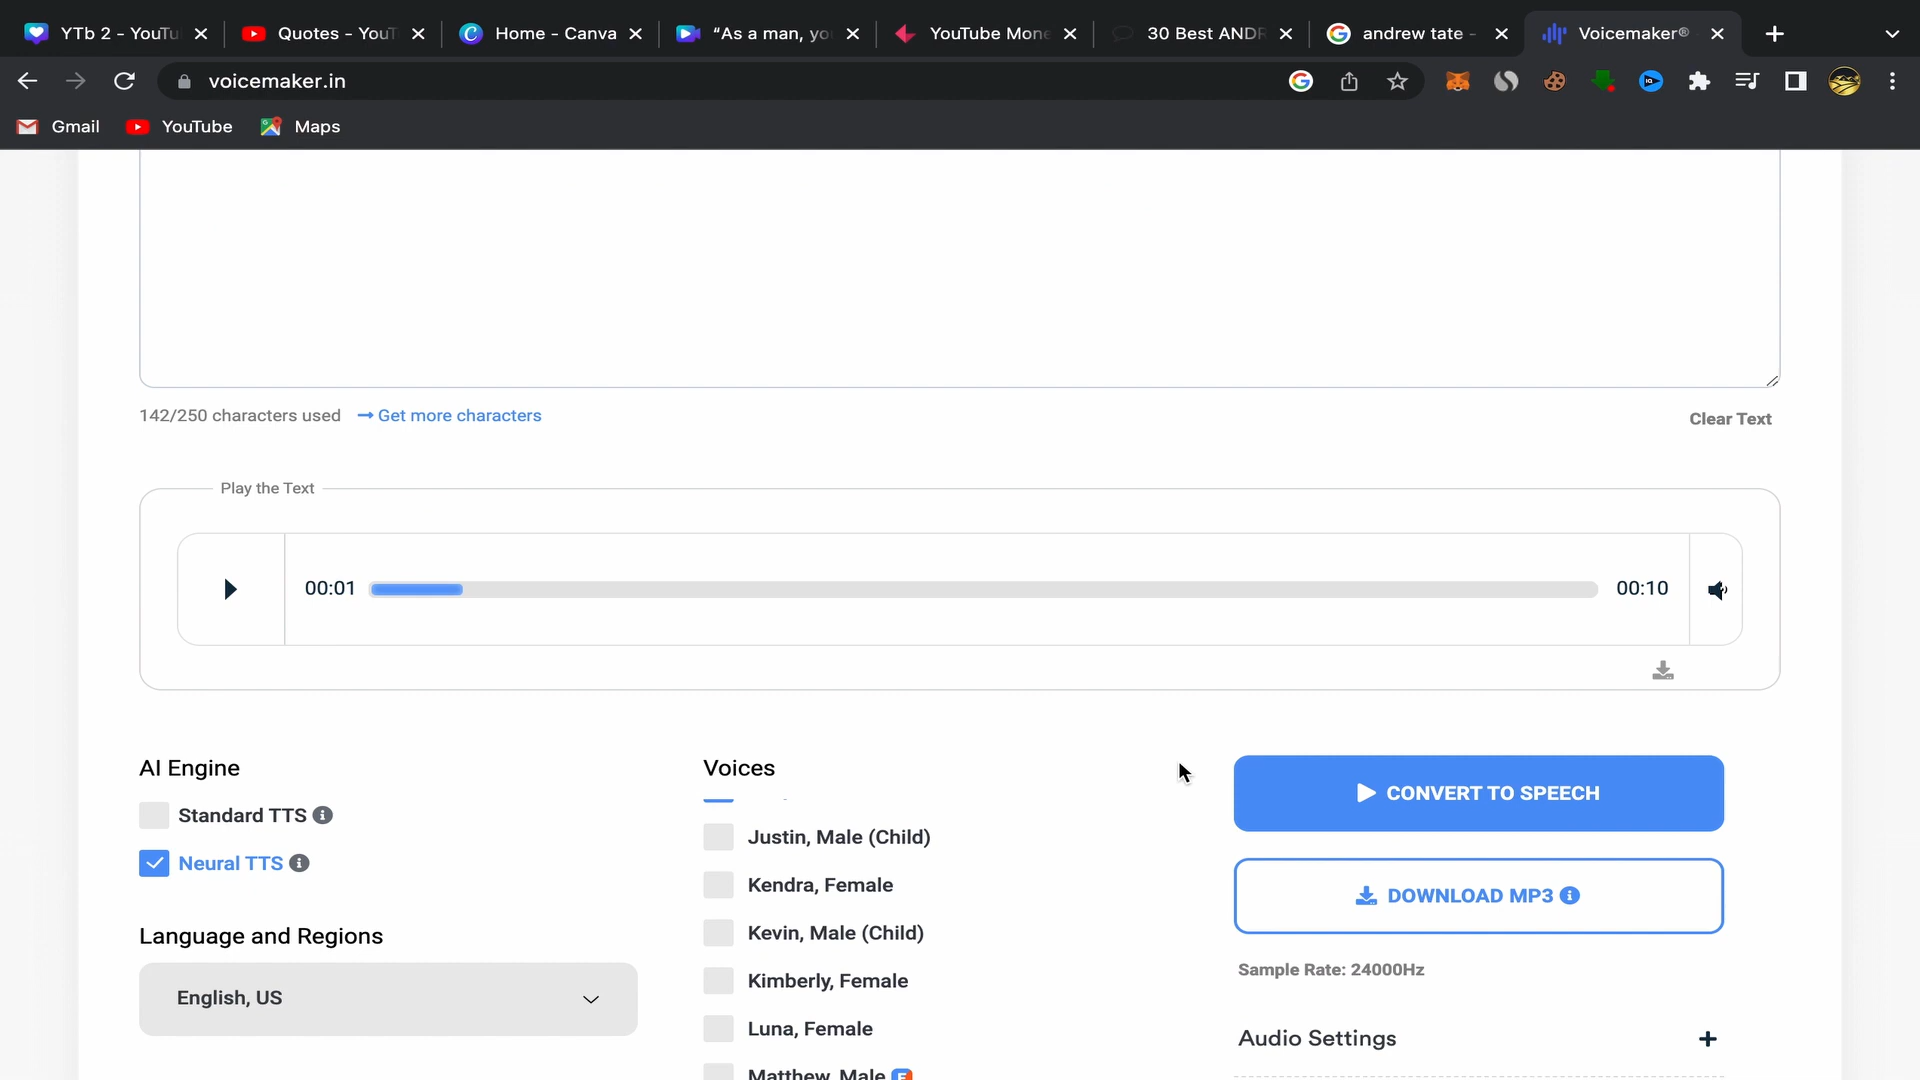 YTb 2 - YouTu
Quotes - YouT
Home - Canva
“As a man, yo
YouTube Mone
30 Best ANDR
andrew tate -
Voicemaker®
voicemaker.in
Gmail
YouTube
Maps
142/250 characters used
Get more characters
Clear Text
Play the Text
00:01
00:10
AI Engine
Standard TTS
Neural TTS
Language and Regions
English, US
Voices
Justin, Male (Child)
Kendra, Female
Kevin, Male (Child)
Kimberly, Female
Luna, Female
Matthew, Male
CONVERT TO SPEECH
DOWNLOAD MP3
Sample Rate: 24000Hz
Audio Settings